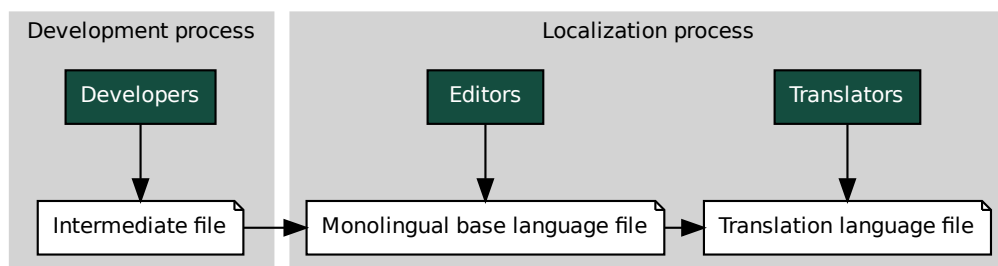 Development process
Localization process
Developers
Editors
Translators
Intermediate file
Monolingual base language file
Translation language file